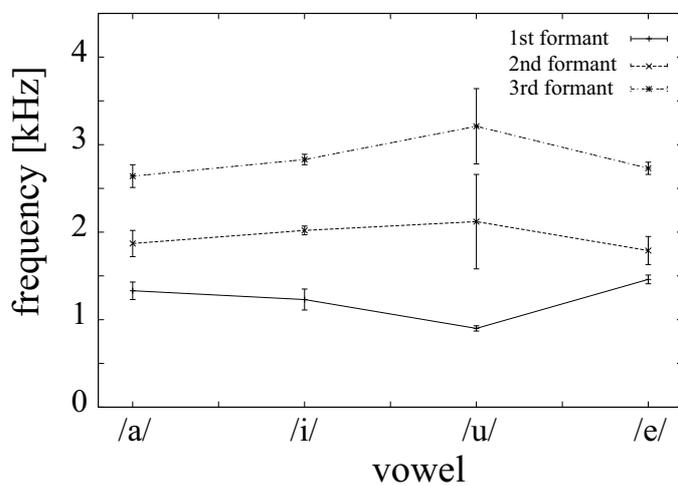 4
3
2
1
0
frequency [kHz]
1st formant
2nd formant
3rd formant
/a/
/i/
/u/
/e/
vowel